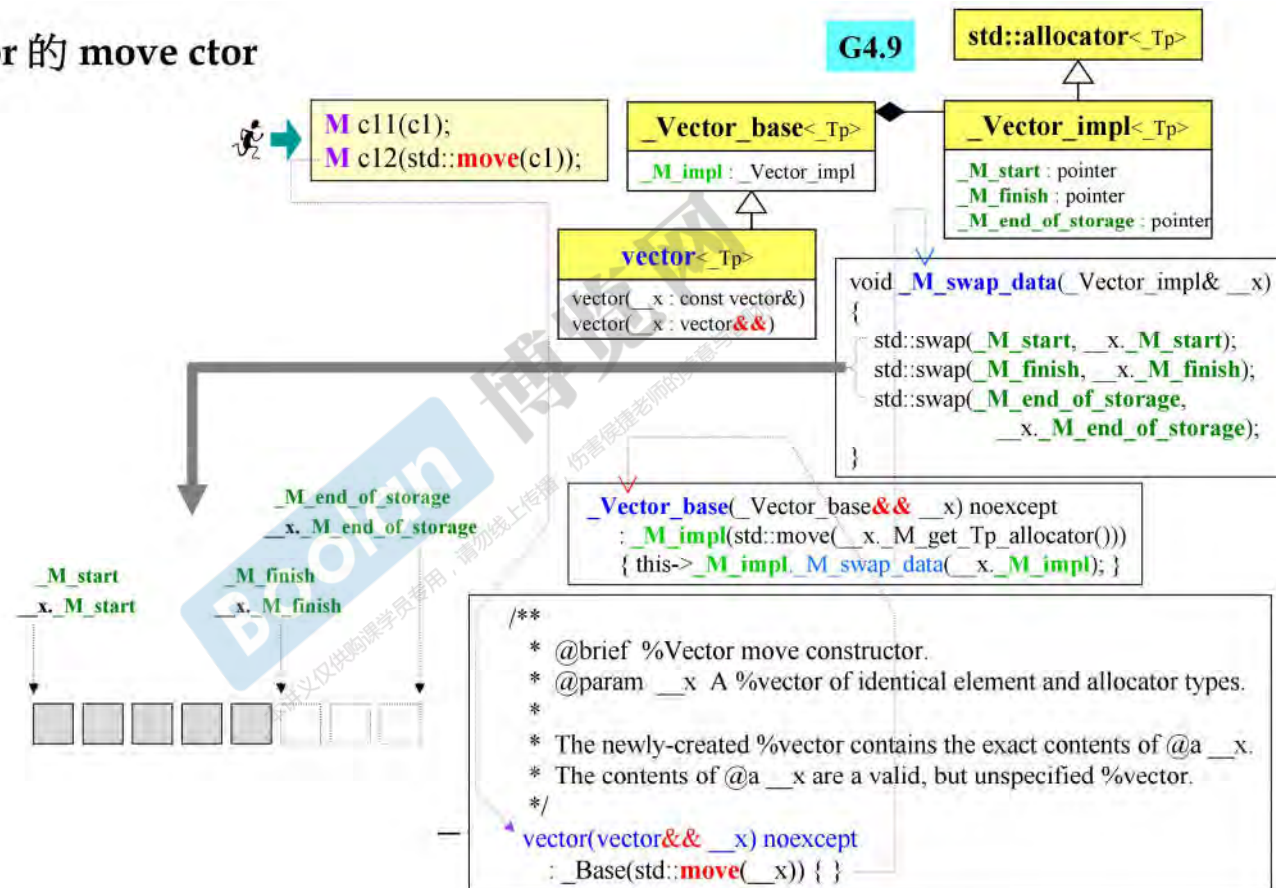 or 的 move ctor
G4.9
std::allocator<_Tp>
M c11(c1);
M c12(std::move(c1));
_Vector_base<_Tp>
_M_impl : _Vector_impl
_Vector_impl<_Tp>
_M_start : pointer
_M_finish : pointer
_M_end_of_storage : pointer
vector<_Tp>
vector(__x : const vector&)
vector(__x : vector&&)
void _M_swap_data(_Vector_impl& __x)
{
std::swap(_M_start, __x._M_start);
std::swap(_M_finish, __x._M_finish);
std::swap(_M_end_of_storage,
__x._M_end_of_storage);
}
_M_end_of_storage
__x._M_end_of_storage
_M_start
__x._M_start
_M_finish
__x._M_finish
_Vector_base(_Vector_base&& __x) noexcept
: _M_impl(std::move(__x._M_get_Tp_allocator()))
{ this->_M_impl._M_swap_data(__x._M_impl); }
/**
* @brief %Vector move constructor.
* @param __x A %vector of identical element and allocator types.
*
* The newly-created %vector contains the exact contents of @a __x.
* The contents of @a __x are a valid, but unspecified %vector.
*/
vector(vector&& __x) noexcept
: _Base(std::move(__x)) { }
Boolan
博览网